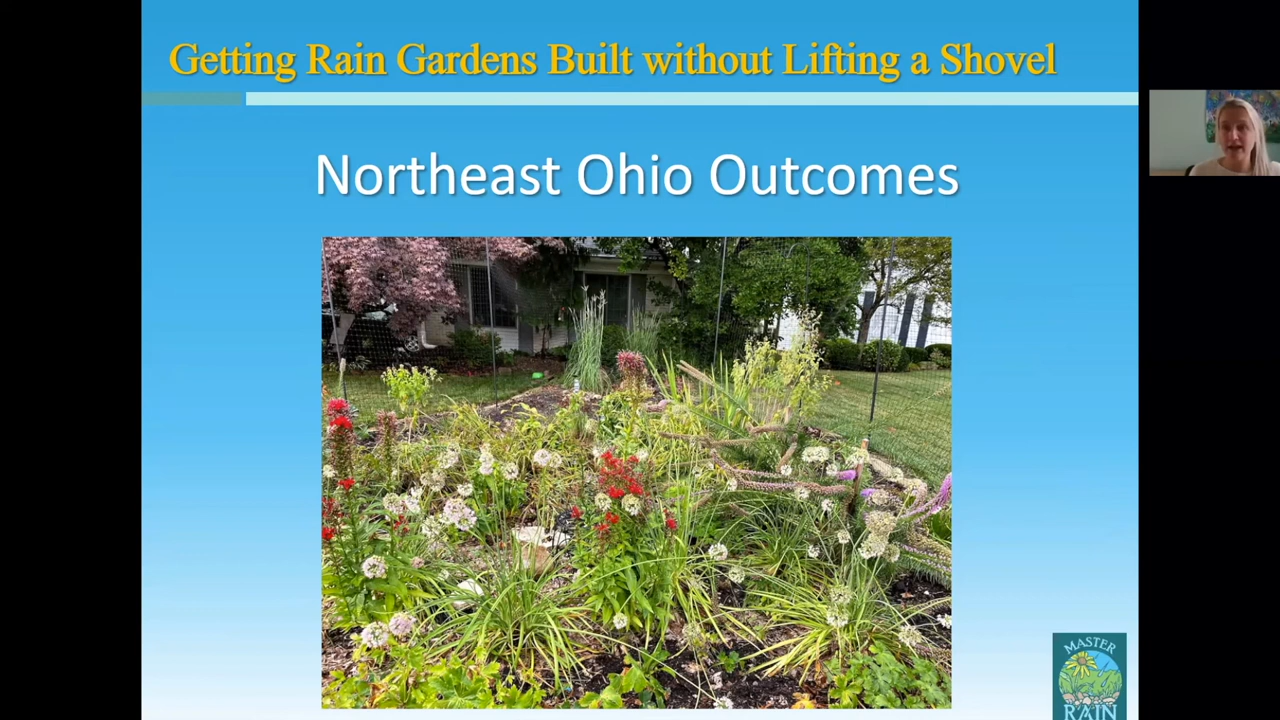 Getting Rain Gardens Built without Lifting a Shovel
Northeast Ohio Outcomes
MASTER
RAIN